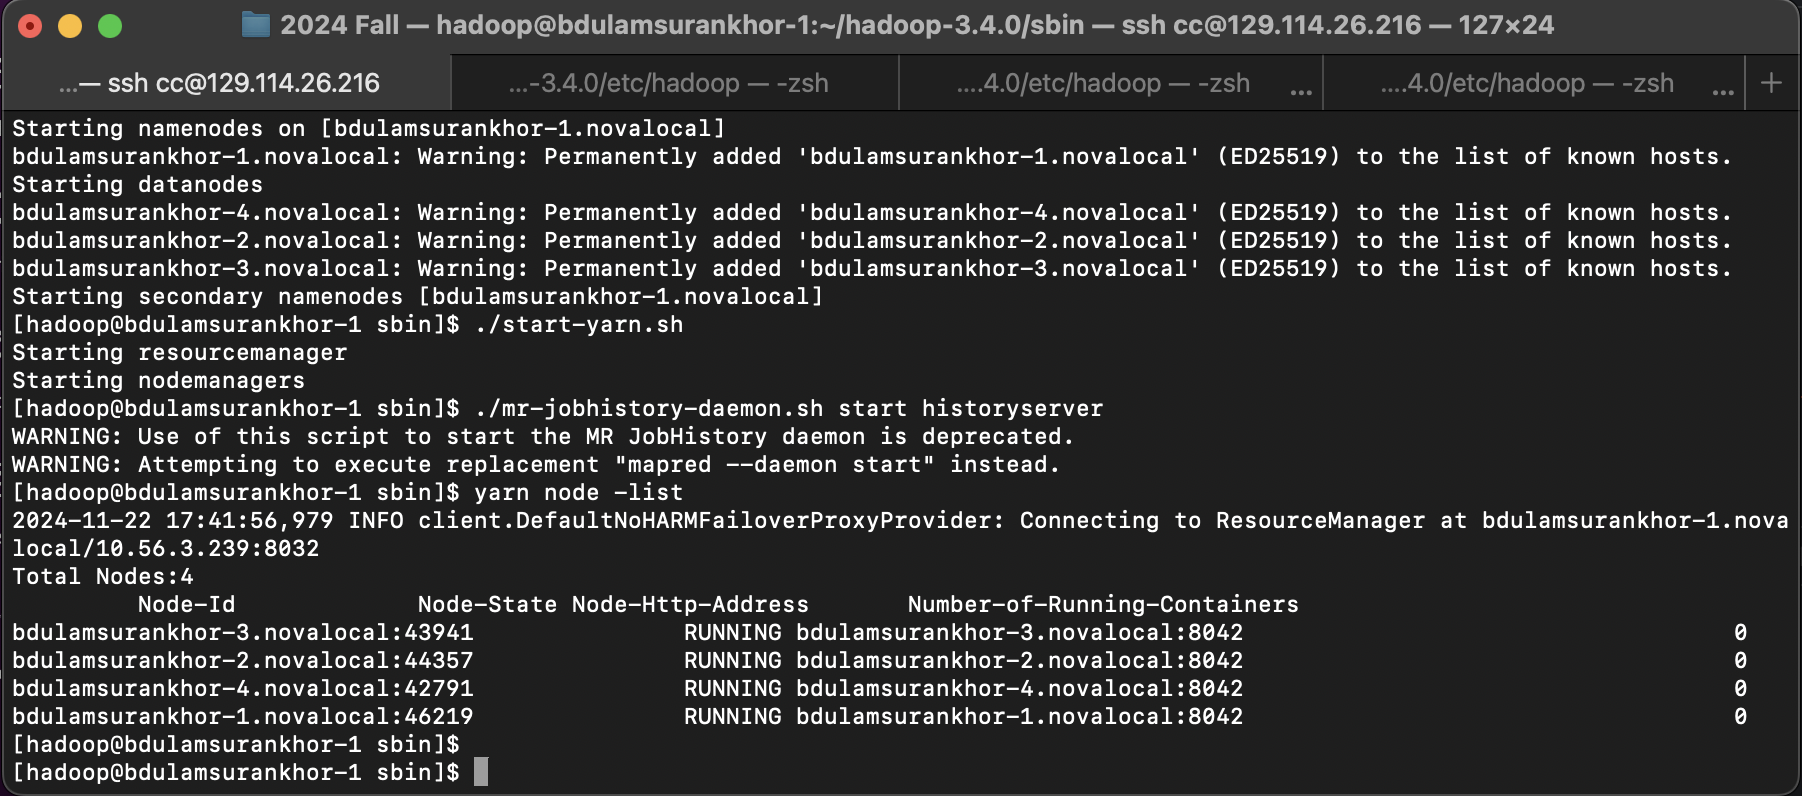 2024 Fall — hadoop@bdulamsurankhor-1:~/hadoop-3.4.0/sbin — ssh cc@129.114.26.216 — 127×24
...— ssh cc@129.114.26.216 ...-3.4.0/etc/hadoop — -zsh ....4.0/etc/hadoop — -zsh ... ....4.0/etc/hadoop — -zsh ... +
Starting namenodes on [bdulamsurankhor-1.novalocal]
bdulamsurankhor-1.novalocal: Warning: Permanently added 'bdulamsurankhor-1.novalocal' (ED25519) to the list of known hosts.
Starting datanodes
bdulamsurankhor-4.novalocal: Warning: Permanently added 'bdulamsurankhor-4.novalocal' (ED25519) to the list of known hosts.
bdulamsurankhor-2.novalocal: Warning: Permanently added 'bdulamsurankhor-2.novalocal' (ED25519) to the list of known hosts.
bdulamsurankhor-3.novalocal: Warning: Permanently added 'bdulamsurankhor-3.novalocal' (ED25519) to the list of known hosts.
Starting secondary namenodes [bdulamsurankhor-1.novalocal]
[hadoop@bdulamsurankhor-1 sbin]$ ./start-yarn.sh
Starting resourcemanager
Starting nodemanagers
[hadoop@bdulamsurankhor-1 sbin]$ ./mr-jobhistory-daemon.sh start historyserver
WARNING: Use of this script to start the MR JobHistory daemon is deprecated.
WARNING: Attempting to execute replacement "mapred --daemon start" instead.
[hadoop@bdulamsurankhor-1 sbin]$ yarn node -list
2024-11-22 17:41:56,979 INFO client.DefaultNoHARMFailoverProxyProvider: Connecting to ResourceManager at bdulamsurankhor-1.nova
local/10.56.3.239:8032
Total Nodes:4
Node-Id Node-State Node-Http-Address Number-of-Running-Containers
bdulamsurankhor-3.novalocal:43941 RUNNING bdulamsurankhor-3.novalocal:8042 0
bdulamsurankhor-2.novalocal:44357 RUNNING bdulamsurankhor-2.novalocal:8042 0
bdulamsurankhor-4.novalocal:42791 RUNNING bdulamsurankhor-4.novalocal:8042 0
bdulamsurankhor-1.novalocal:46219 RUNNING bdulamsurankhor-1.novalocal:8042 0
[hadoop@bdulamsurankhor-1 sbin]$
[hadoop@bdulamsurankhor-1 sbin]$